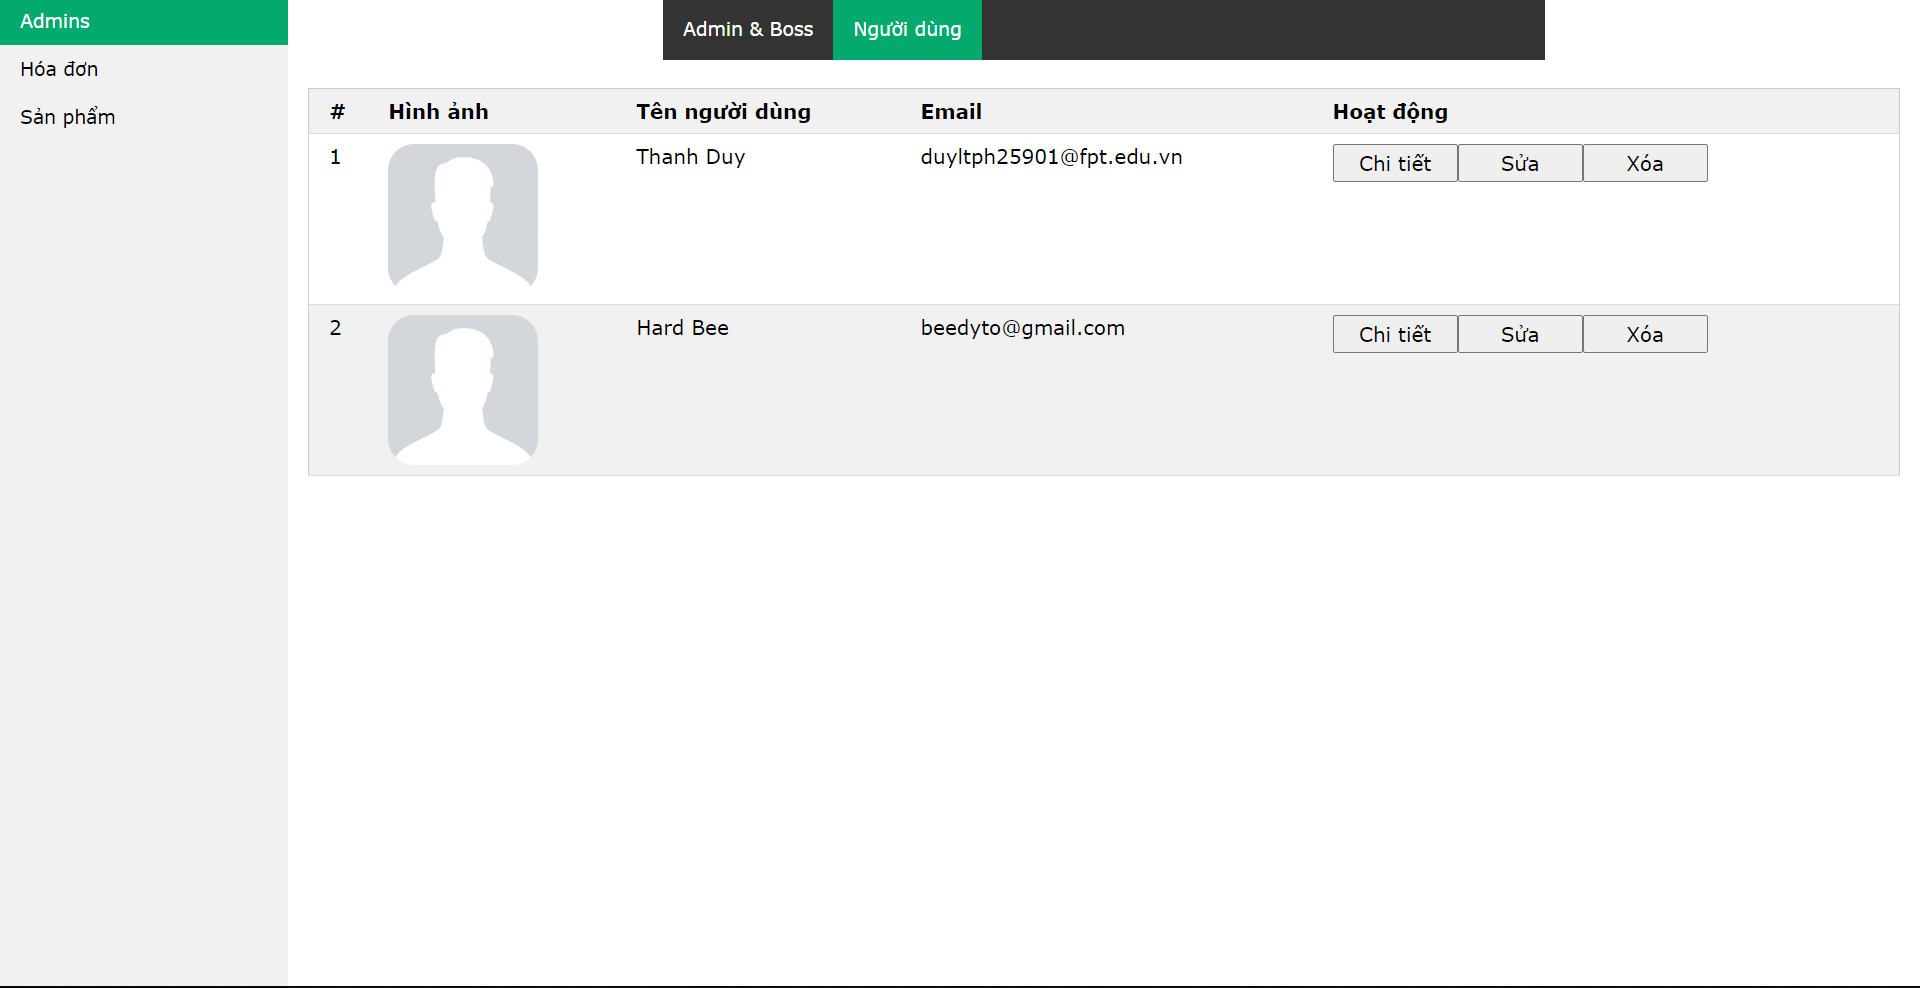 Admins
Hóa đơn
Sản phẩm
Admin & Boss Người dùng
# Hình ảnh Tên người dùng Email Hoạt động
1 Thanh Duy duyltph25901@fpt.edu.vn Chi tiết Sửa Xóa
2 Hard Bee beedyto@gmail.com Chi tiết Sửa Xóa